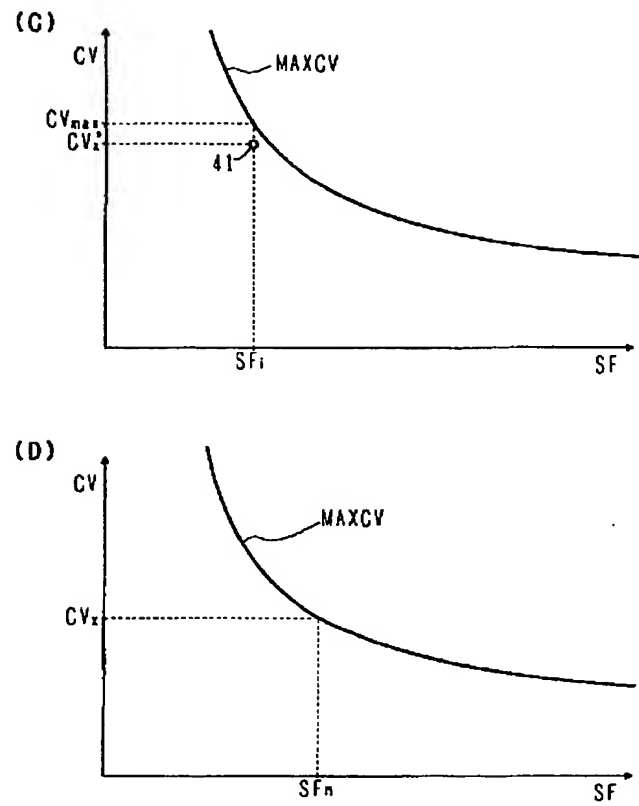 (C)
CV
MAXCV
CVmax
CVx'
41
SFi
SF
(D)
CV
MAXCV
CVx
SFn
SF